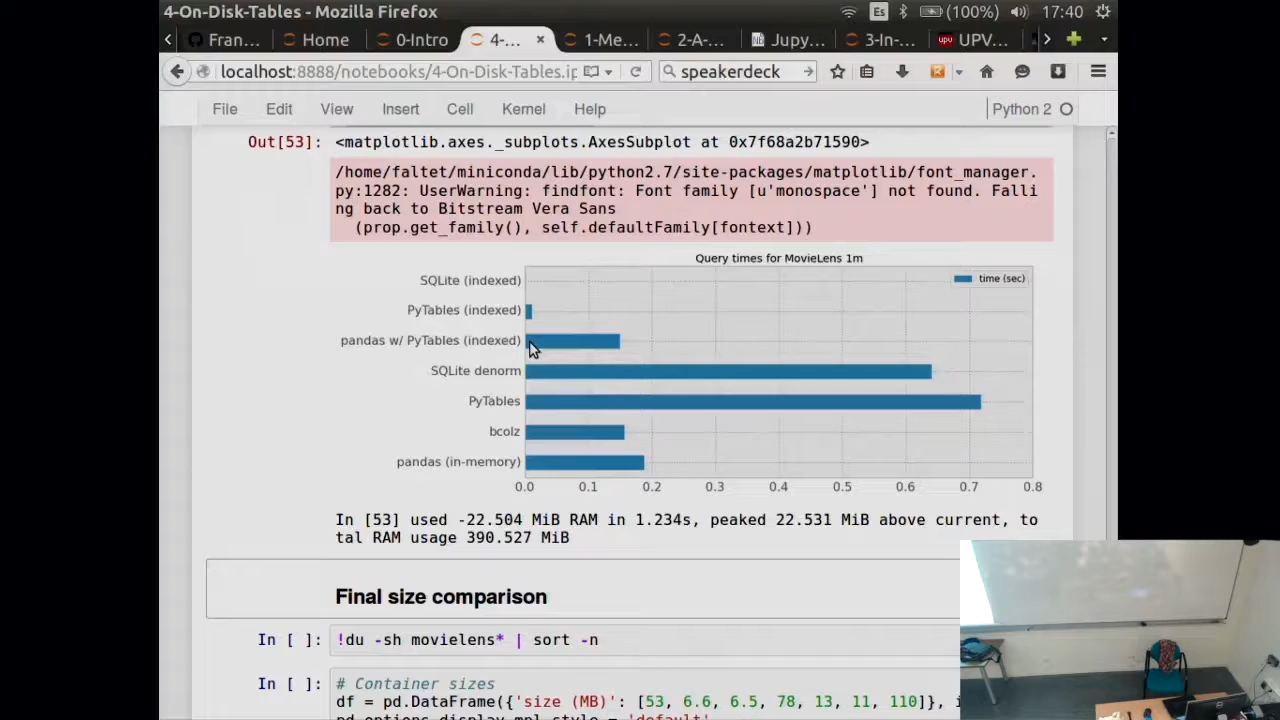 4-On-Disk-Tables - Mozilla Firefox
Es (100%) 17:40
Fran... Home 0-Intro 4-... × 1-Me... 2-A-... Jupy... 3-In-... upv UPV...
localhost:8888/notebooks/4-On-Disk-Tables.ip speakerdeck
File Edit View Insert Cell Kernel Help Python 2
Out[53]: <matplotlib.axes._subplots.AxesSubplot at 0x7f68a2b71590>
/home/faltet/miniconda/lib/python2.7/site-packages/matplotlib/font_manager.
py:1282: UserWarning: findfont: Font family [u'monospace'] not found. Falli
ng back to Bitstream Vera Sans
(prop.get_family(), self.defaultFamily[fontext]))
Query times for MovieLens 1m
time (sec)
SQLite (indexed)
PyTables (indexed)
pandas w/ PyTables (indexed)
SQLite denorm
PyTables
bcolz
pandas (in-memory)
0.0 0.1 0.2 0.3 0.4 0.5 0.6 0.7 0.8
In [53] used -22.504 MiB RAM in 1.234s, peaked 22.531 MiB above current, to
tal RAM usage 390.527 MiB
Final size comparison
In [ ]: !du -sh movielens* | sort -n
In [ ]: # Container sizes
df = pd.DataFrame({'size (MB)': [53, 6.6, 6.5, 78, 13, 11, 110]}, i
pd.options.display.mpl_style = 'default'